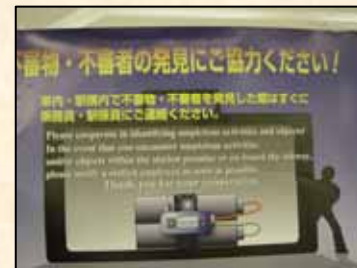 不審物・不審者の発見にご協力ください！
車内・駅構内で不審物・不審者を発見した際はすぐに
乗務員・駅係員にご連絡ください。
Please cooperate in identifying suspicious activities and objects!
In the event that you encounter suspicious activities
and/or objects within the station premise or on board the
please notify a station employee as soon as possible.
Thank you for your cooperation.